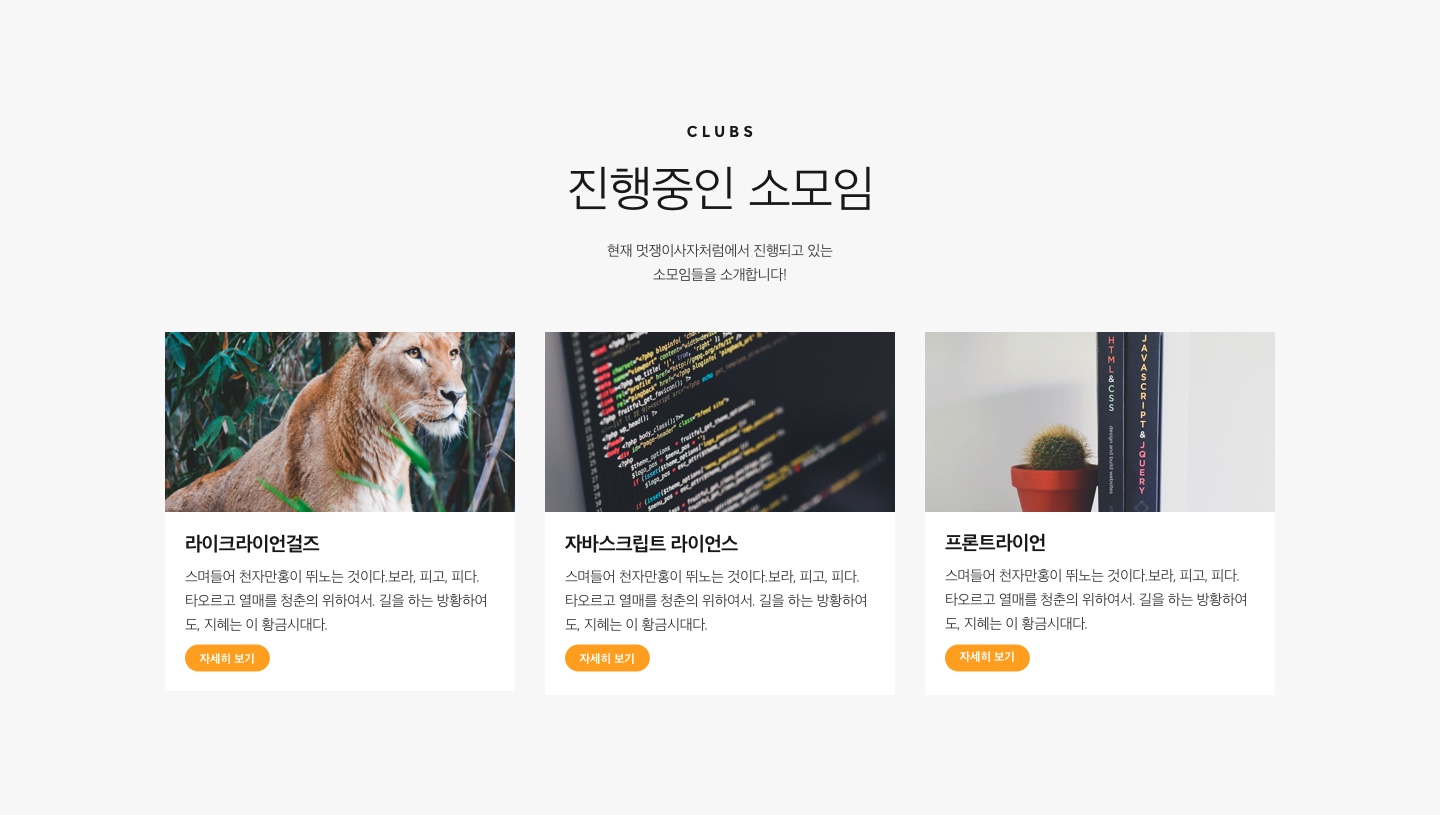 CLUBS
진행중인 소모임
현재 멋쟁이사자처럼에서 진행되고 있는
소모임들을 소개합니다!
라이크라이언걸즈
스며들어 천자만홍이 뛰노는 것이다.보라, 피고, 피다.
타오르고 열매를 청춘의 위하여서. 길을 하는 방황하여
도, 지혜는 이 황금시대다.
자세히 보기
자바스크립트 라이언스
스며들어 천자만홍이 뛰노는 것이다.보라, 피고, 피다.
타오르고 열매를 청춘의 위하여서. 길을 하는 방황하여
도, 지혜는 이 황금시대다.
자세히 보기
HTML&CSS
design and build websites
JAVASCRIPT&JQUERY
프론트라이언
스며들어 천자만홍이 뛰노는 것이다.보라, 피고, 피다.
타오르고 열매를 청춘의 위하여서. 길을 하는 방황하여
도, 지혜는 이 황금시대다.
자세히 보기